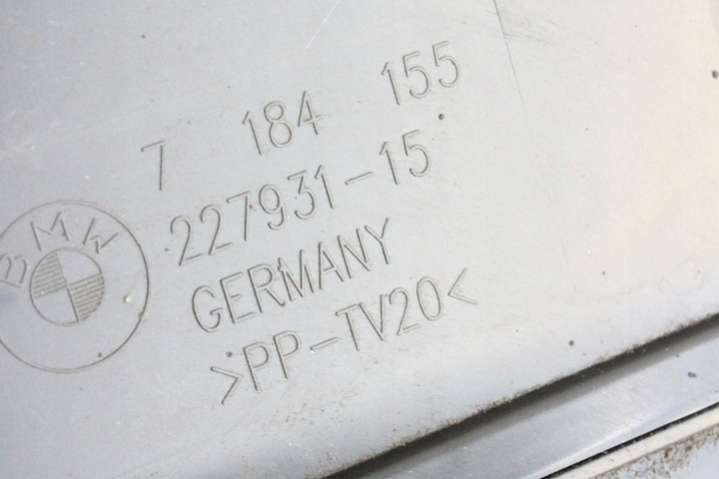 7 184 155
227931-15
BMW
GERMANY
>PP-TV20<